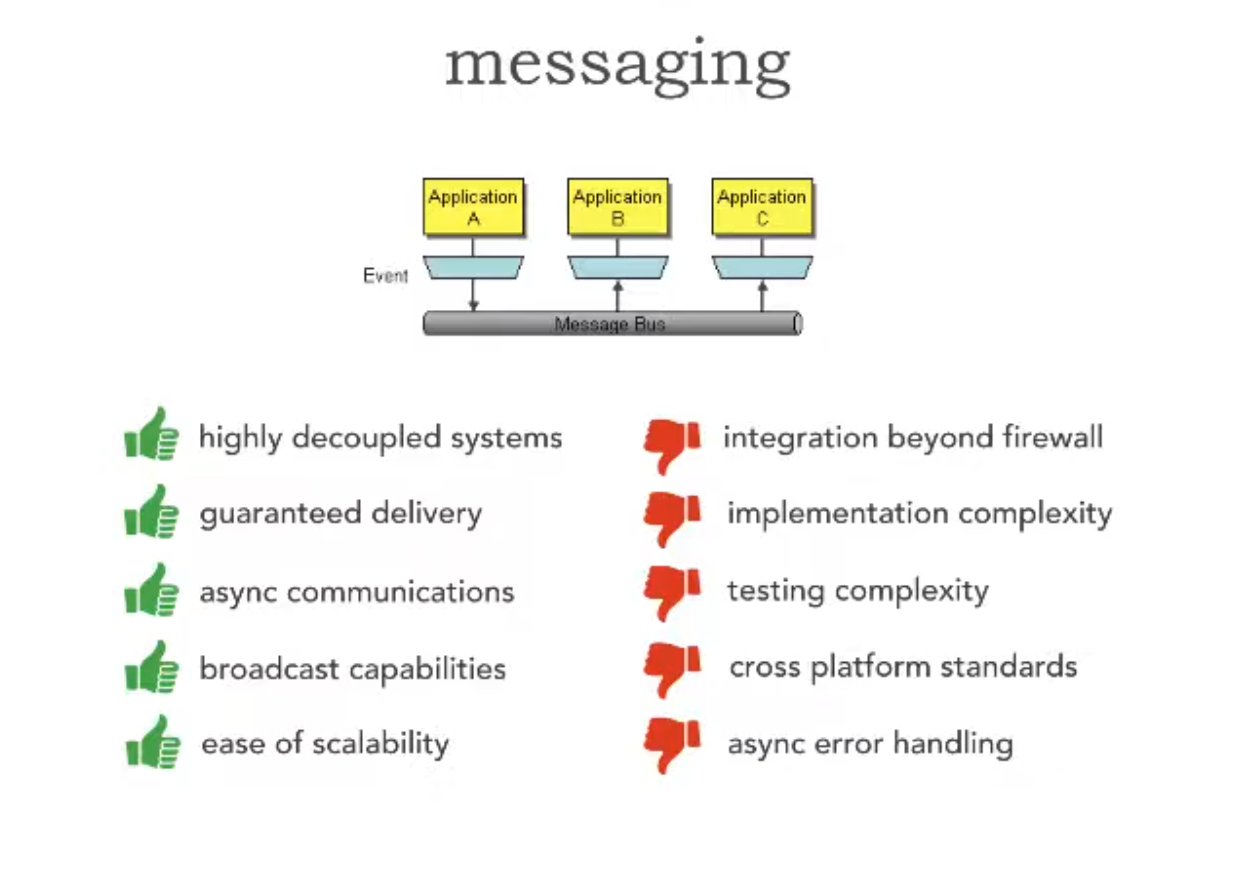 messaging
Application
A
Application
B
Application
C
Event
Message Bus
highly decoupled systems
guaranteed delivery
async communications
broadcast capabilities
ease of scalability
integration beyond firewall
implementation complexity
testing complexity
cross platform standards
async error handling